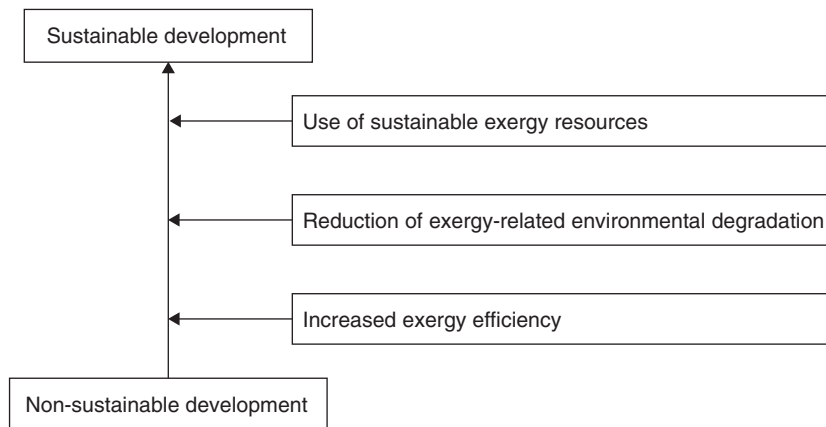 Sustainable development
Use of sustainable exergy resources
Reduction of exergy-related environmental degradation
Increased exergy efficiency
Non-sustainable development